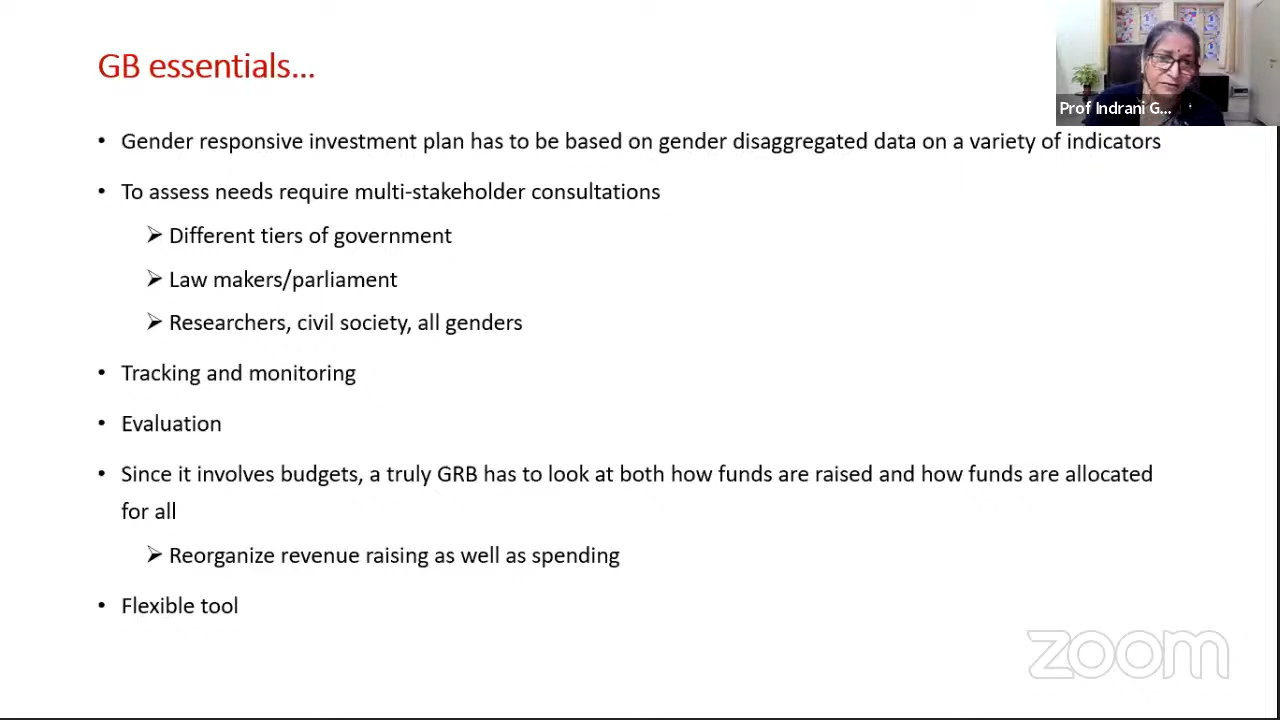 GB essentials...
Prof Indrani G...
• Gender responsive investment plan has to be based on gender disaggregated data on a variety of indicators
• To assess needs require multi-stakeholder consultations
➢ Different tiers of government
➢ Law makers/parliament
➢ Researchers, civil society, all genders
• Tracking and monitoring
• Evaluation
• Since it involves budgets, a truly GRB has to look at both how funds are raised and how funds are allocated
for all
➢ Reorganize revenue raising as well as spending
• Flexible tool
zoom